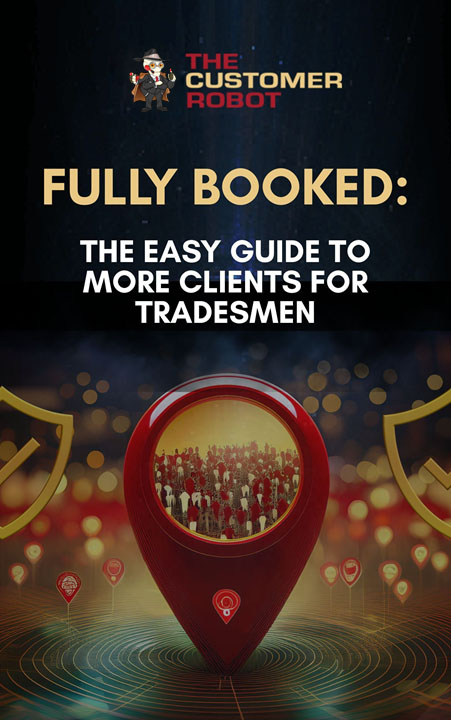 THE
CUSTOMER
ROBOT
FULLY BOOKED:
THE EASY GUIDE TO
MORE CLIENTS FOR
TRADESMEN